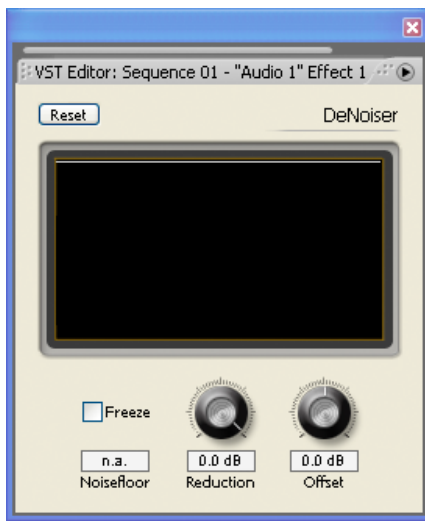 VST Editor: Sequence 01 - "Audio 1" Effect 1
Reset
DeNoiser
Freeze
n.a. 0.0 dB 0.0 dB
Noisefloor Reduction Offset